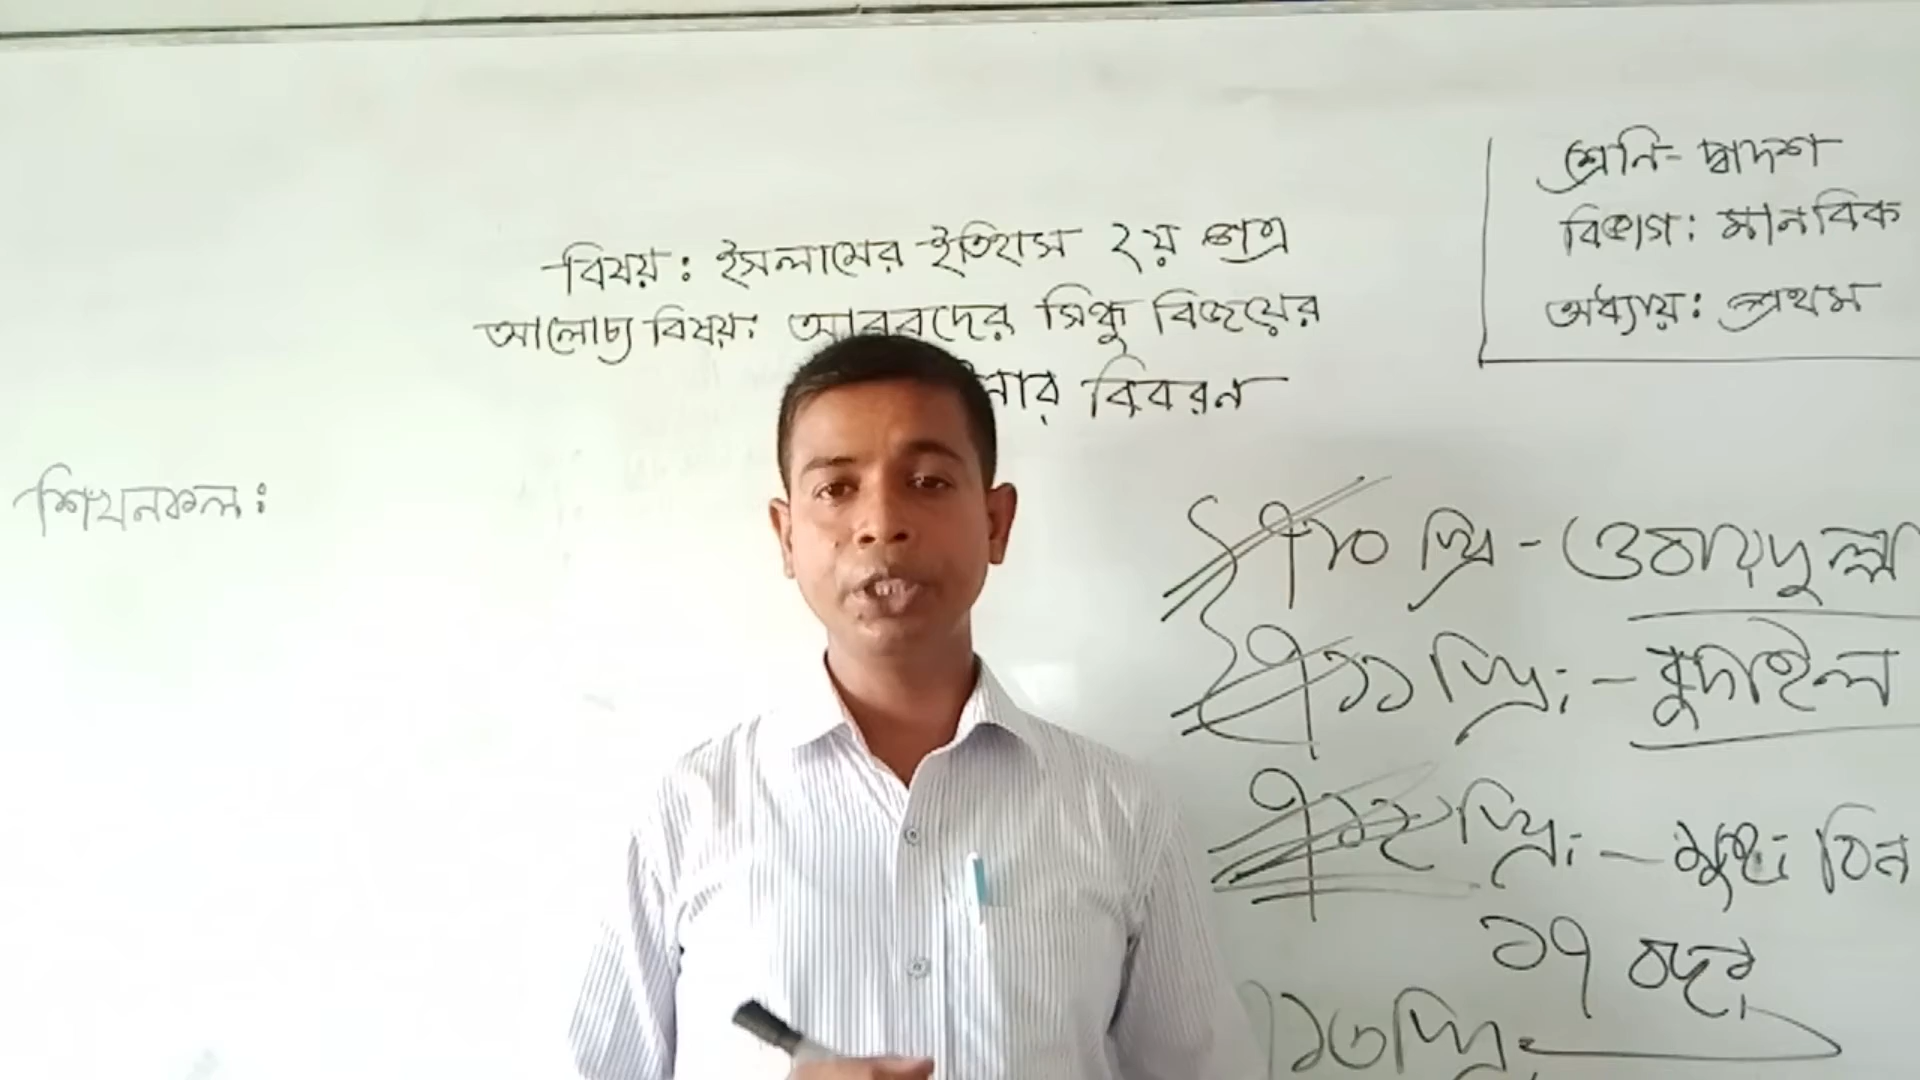 শ্রেনি- দ্বাদশ
বিভাগ: মানবিক
অধ্যায়: প্রথম
বিষয়: ইসলামের ইতিহাস ২য় পত্র
আলোচ্য বিষয়: আরবদের সিন্ধু বিজয়ের
নার বিবরন
শিখনফল:
৭১০ খ্রি - ওবায়দুল্লা
৭১১ খ্রি: - বুদাইল
৭১২ খ্রি: - মুহ: বিন
১৭ বছর
৭১৩ খ্রি: